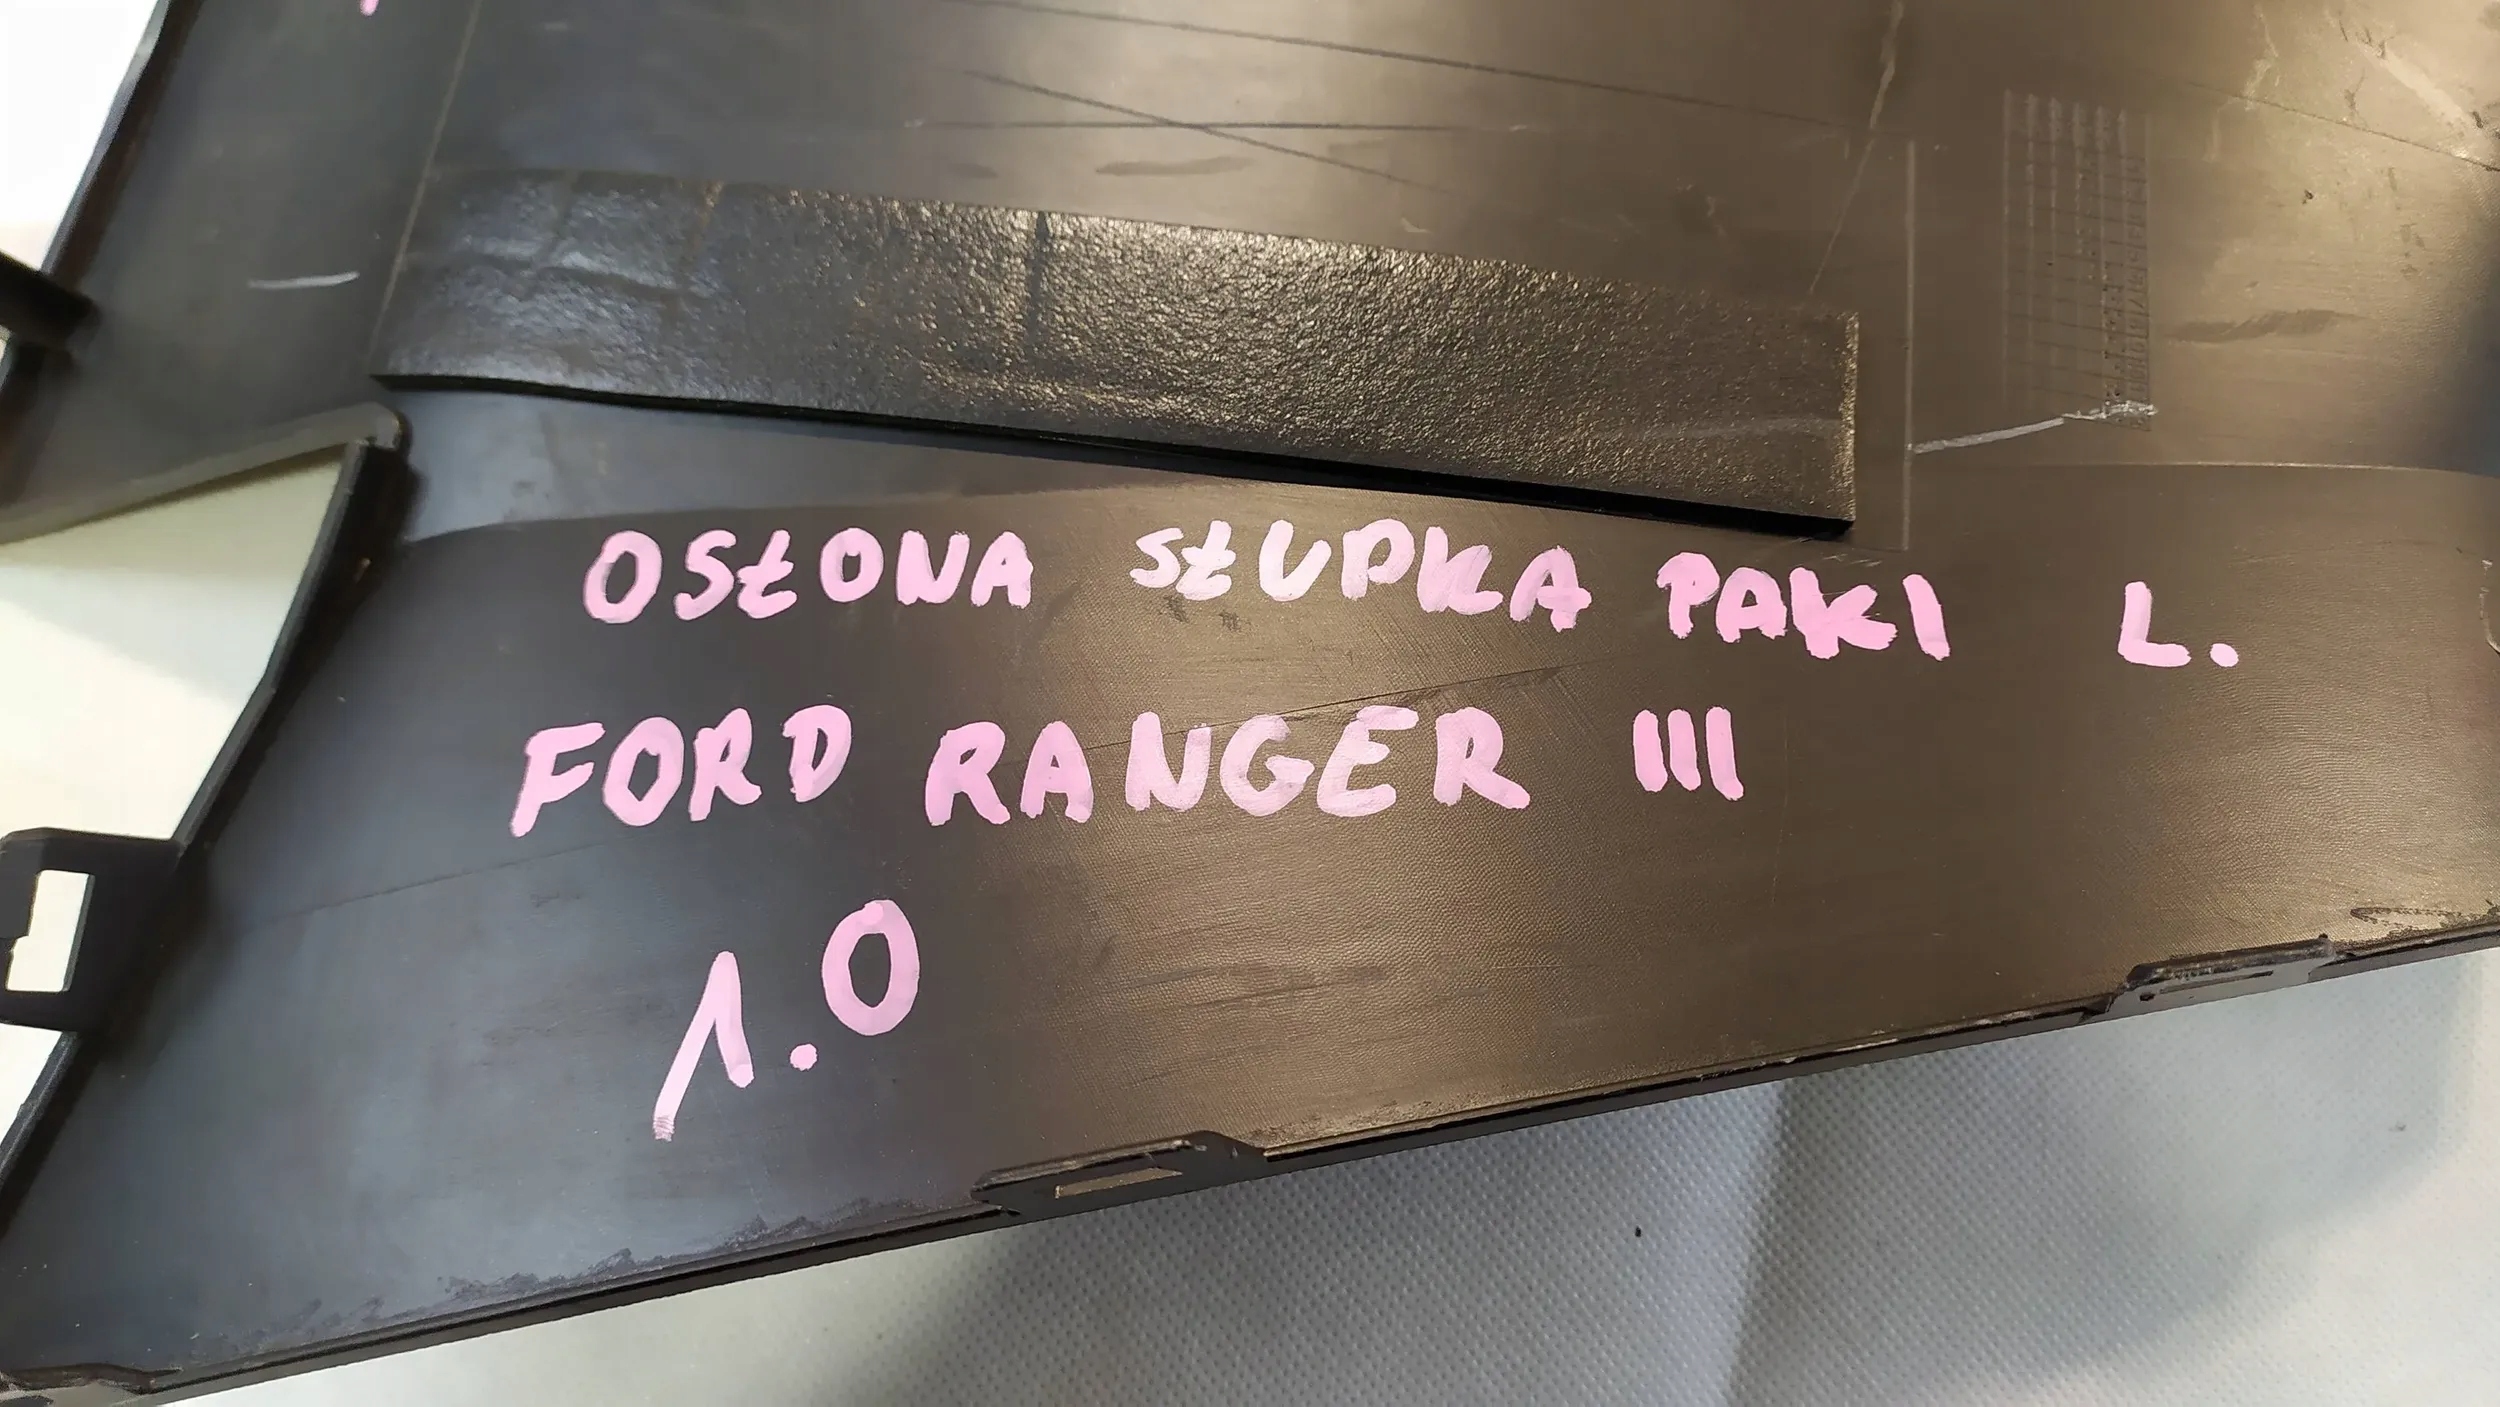 OSŁONA SŁUPKA PAKI L.
FORD RANGER III
1.0